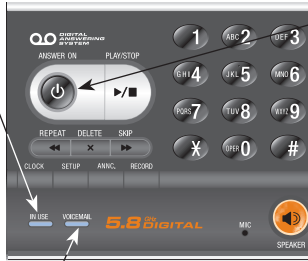 DIGITAL
ANSWERING
SYSTEM
ANSWER ON PLAY/STOP
1 ABC 2 DEF 3
GHI 4 JKL 5 MNO 6
PQRS 7 TUV 8 WXYZ 9
* OPER 0 #
REPEAT DELETE SKIP
CLOCK SETUP ANNC. RECORD
IN USE VOICEMAIL 5.8 GHz DIGITAL MIC
SPEAKER